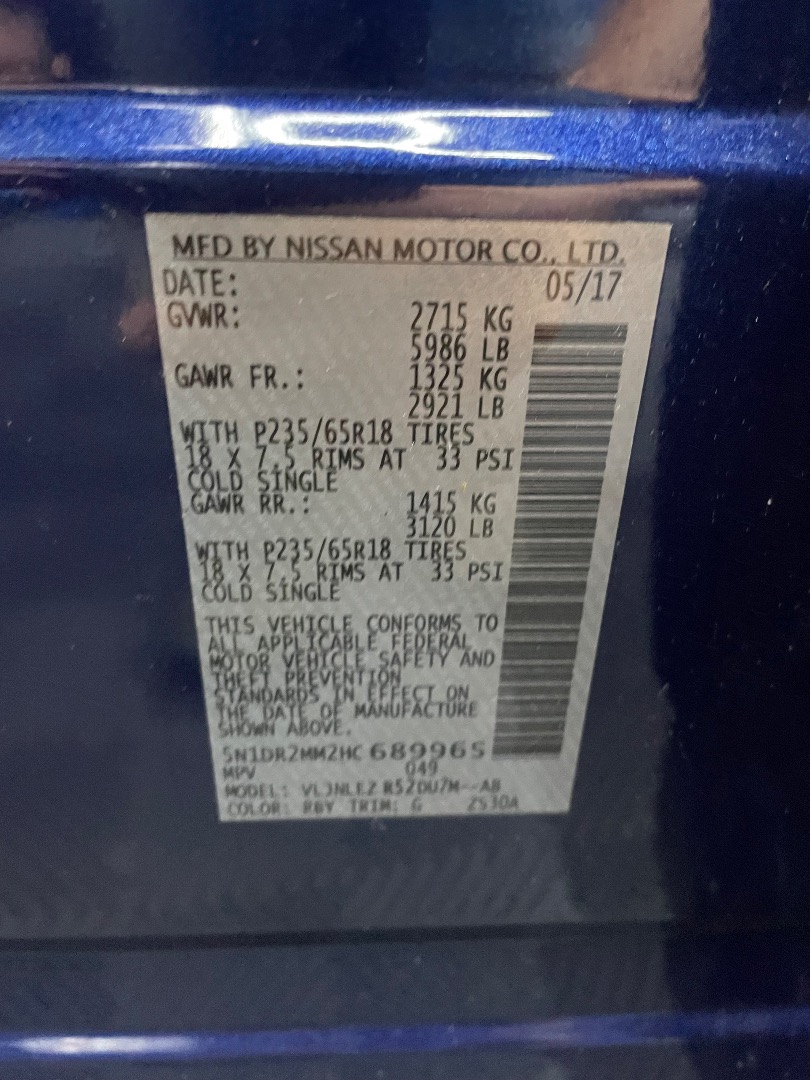 MFD BY NISSAN MOTOR CO., LTD.
DATE: 05/17
GVWR: 2715 KG
5986 LB
GAWR FR.: 1325 KG
2921 LB
WITH P235/65R18 TIRES
18 X 7.5 RIMS AT 33 PSI
COLD SINGLE
GAWR RR.: 1415 KG
3120 LB
WITH P235/65R18 TIRES
18 X 7.5 RIMS AT 33 PSI
COLD SINGLE
THIS VEHICLE CONFORMS TO
ALL APPLICABLE FEDERAL
MOTOR VEHICLE SAFETY AND
THEFT PREVENTION
STANDARDS IN EFFECT ON
THE DATE OF MANUFACTURE
SHOWN ABOVE.
5N1DR2MM2HC 689965
MPV 049
MODEL: R52DU7M--AB
COLOR: RBY TRIM: G